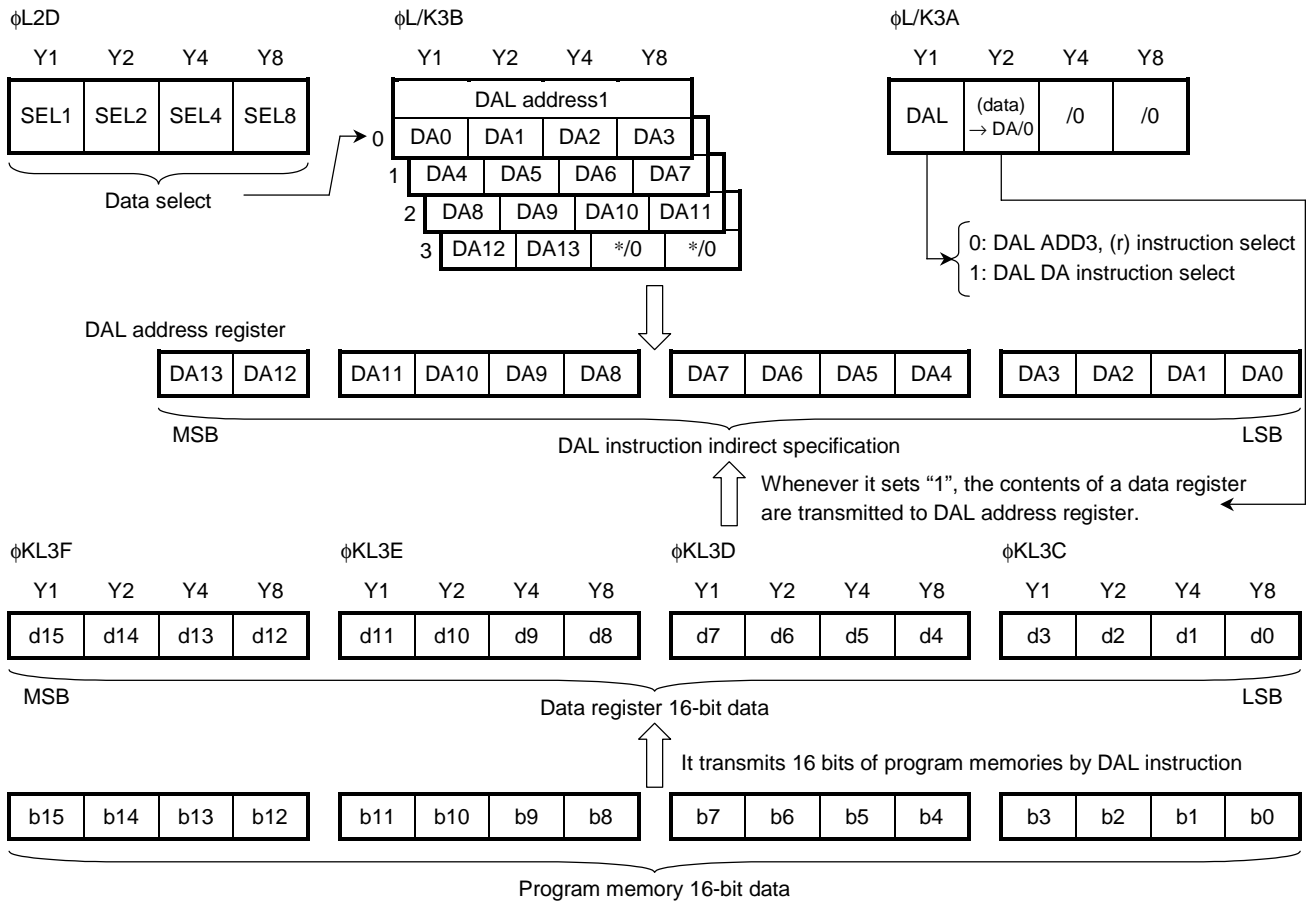 ϕL2D
Y1 Y2 Y4 Y8
SEL1 SEL2 SEL4 SEL8
Data select
ϕL/K3B
Y1 Y2 Y4 Y8
DAL address1
0 DA0 DA1 DA2 DA3
1 DA4 DA5 DA6 DA7
2 DA8 DA9 DA10 DA11
3 DA12 DA13 */0 */0
ϕL/K3A
Y1 Y2 Y4 Y8
DAL (data) → DA/0 /0 /0
0: DAL ADD3, (r) instruction select
1: DAL DA instruction select
DAL address register
DA13 DA12 DA11 DA10 DA9 DA8 DA7 DA6 DA5 DA4 DA3 DA2 DA1 DA0
MSB LSB
DAL instruction indirect specification
Whenever it sets “1”, the contents of a data register
are transmitted to DAL address register.
ϕKL3F ϕKL3E ϕKL3D ϕKL3C
Y1 Y2 Y4 Y8 Y1 Y2 Y4 Y8 Y1 Y2 Y4 Y8 Y1 Y2 Y4 Y8
d15 d14 d13 d12 d11 d10 d9 d8 d7 d6 d5 d4 d3 d2 d1 d0
MSB LSB
Data register 16-bit data
It transmits 16 bits of program memories by DAL instruction
b15 b14 b13 b12 b11 b10 b9 b8 b7 b6 b5 b4 b3 b2 b1 b0
Program memory 16-bit data